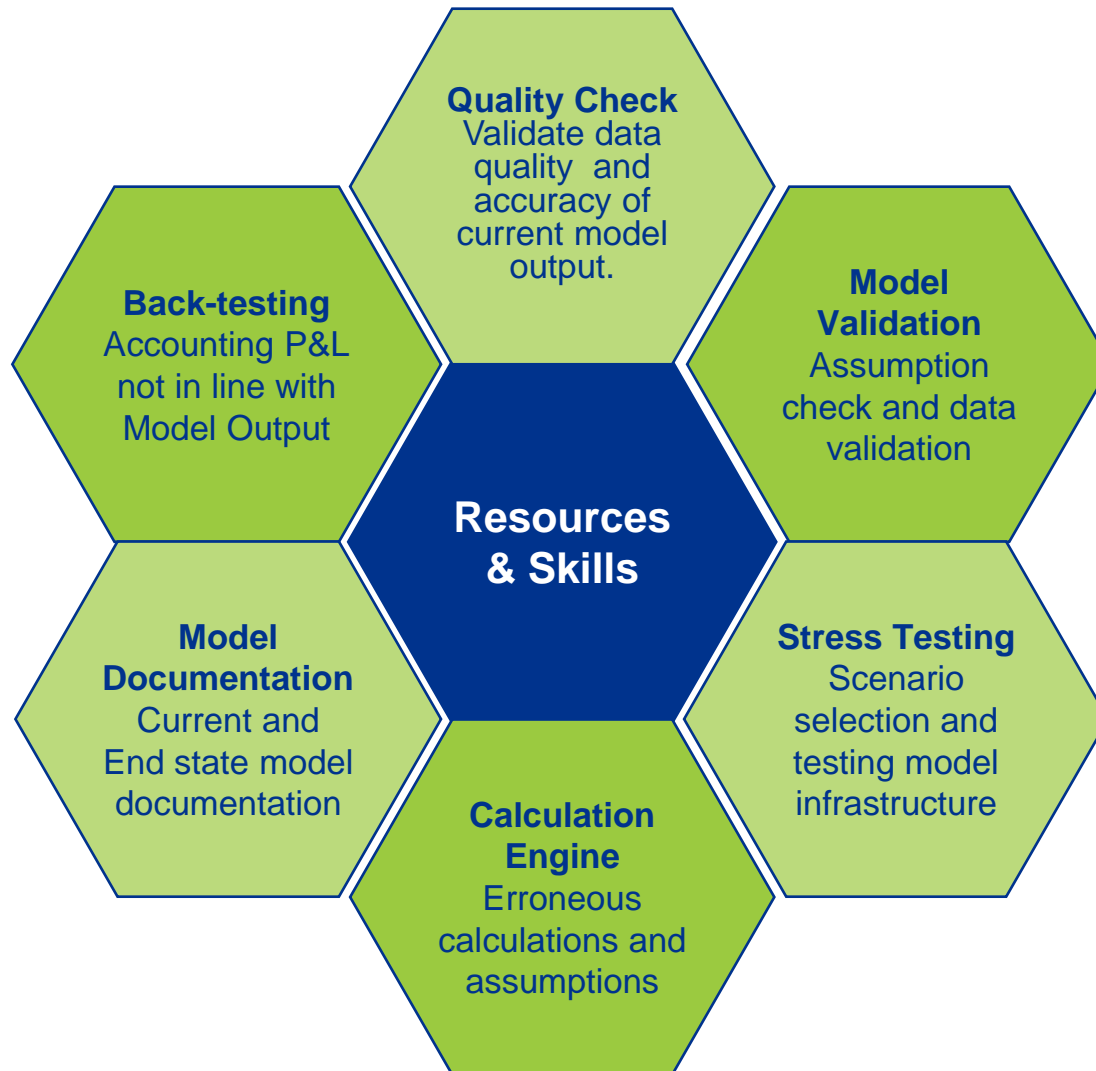 Quality Check
Validate data
quality  and
accuracy of
current model
output.
Back-testing
Accounting P&L
not in line with
Model Output
Model
Validation
Assumption
check and data
validation
Resources
& Skills
Model
Documentation
Current and
End state model
documentation
Stress Testing
Scenario
selection and
testing model
infrastructure
Calculation
Engine
Erroneous
calculations and
assumptions